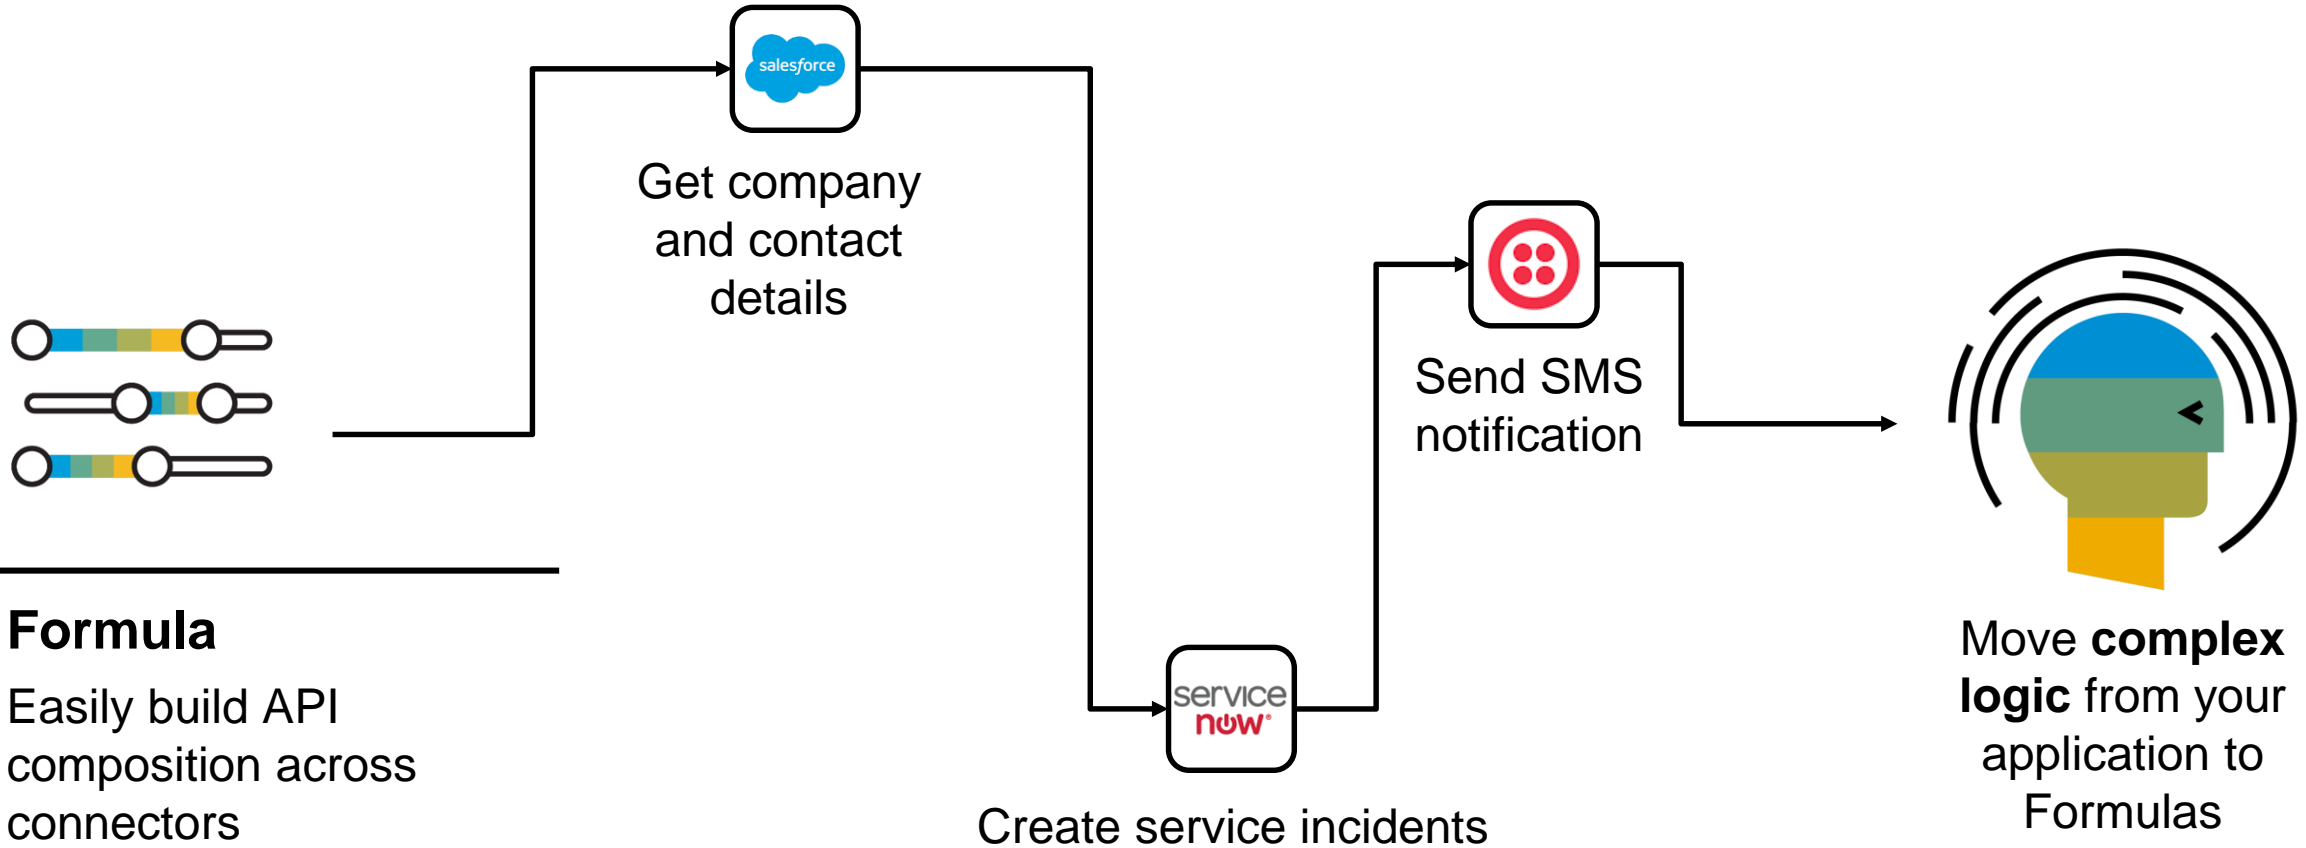 salesforce
Get company
and contact
details
Send SMS
notification
service
now®
Create service incidents
Formula
Easily build API
composition across
connectors
Move complex
logic from your
application to
Formulas